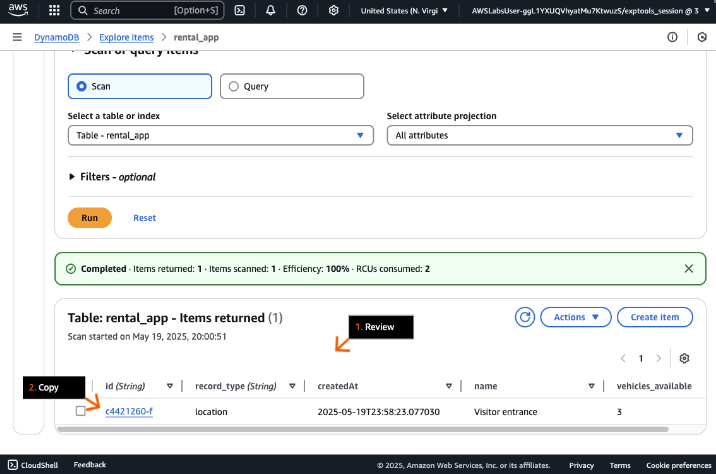 aws
Search [Option+S] United States (N. Virgi AWSLabsUser-ggL1YXUQVhyatMu7KtwuzS/exptools_session @ 3
DynamoDB > Explore items > rental_app
Scan or query items
Scan Query
Select a table or index Select attribute projection
Table - rental_app All attributes
Filters - optional
Run Reset
Completed · Items returned: 1 · Items scanned: 1 · Efficiency: 100% · RCUs consumed: 2
Table: rental_app - Items returned (1) Actions Create item
Scan started on May 19, 2025, 20:00:51
1. Review
1
2. Copy id (String) record_type (String) createdAt name vehicles_available
c4421260-f location 2025-05-19T23:58:23.077030 Visitor entrance 3
CloudShell Feedback © 2025, Amazon Web Services, Inc. or its affiliates. Privacy Terms Cookie preferences